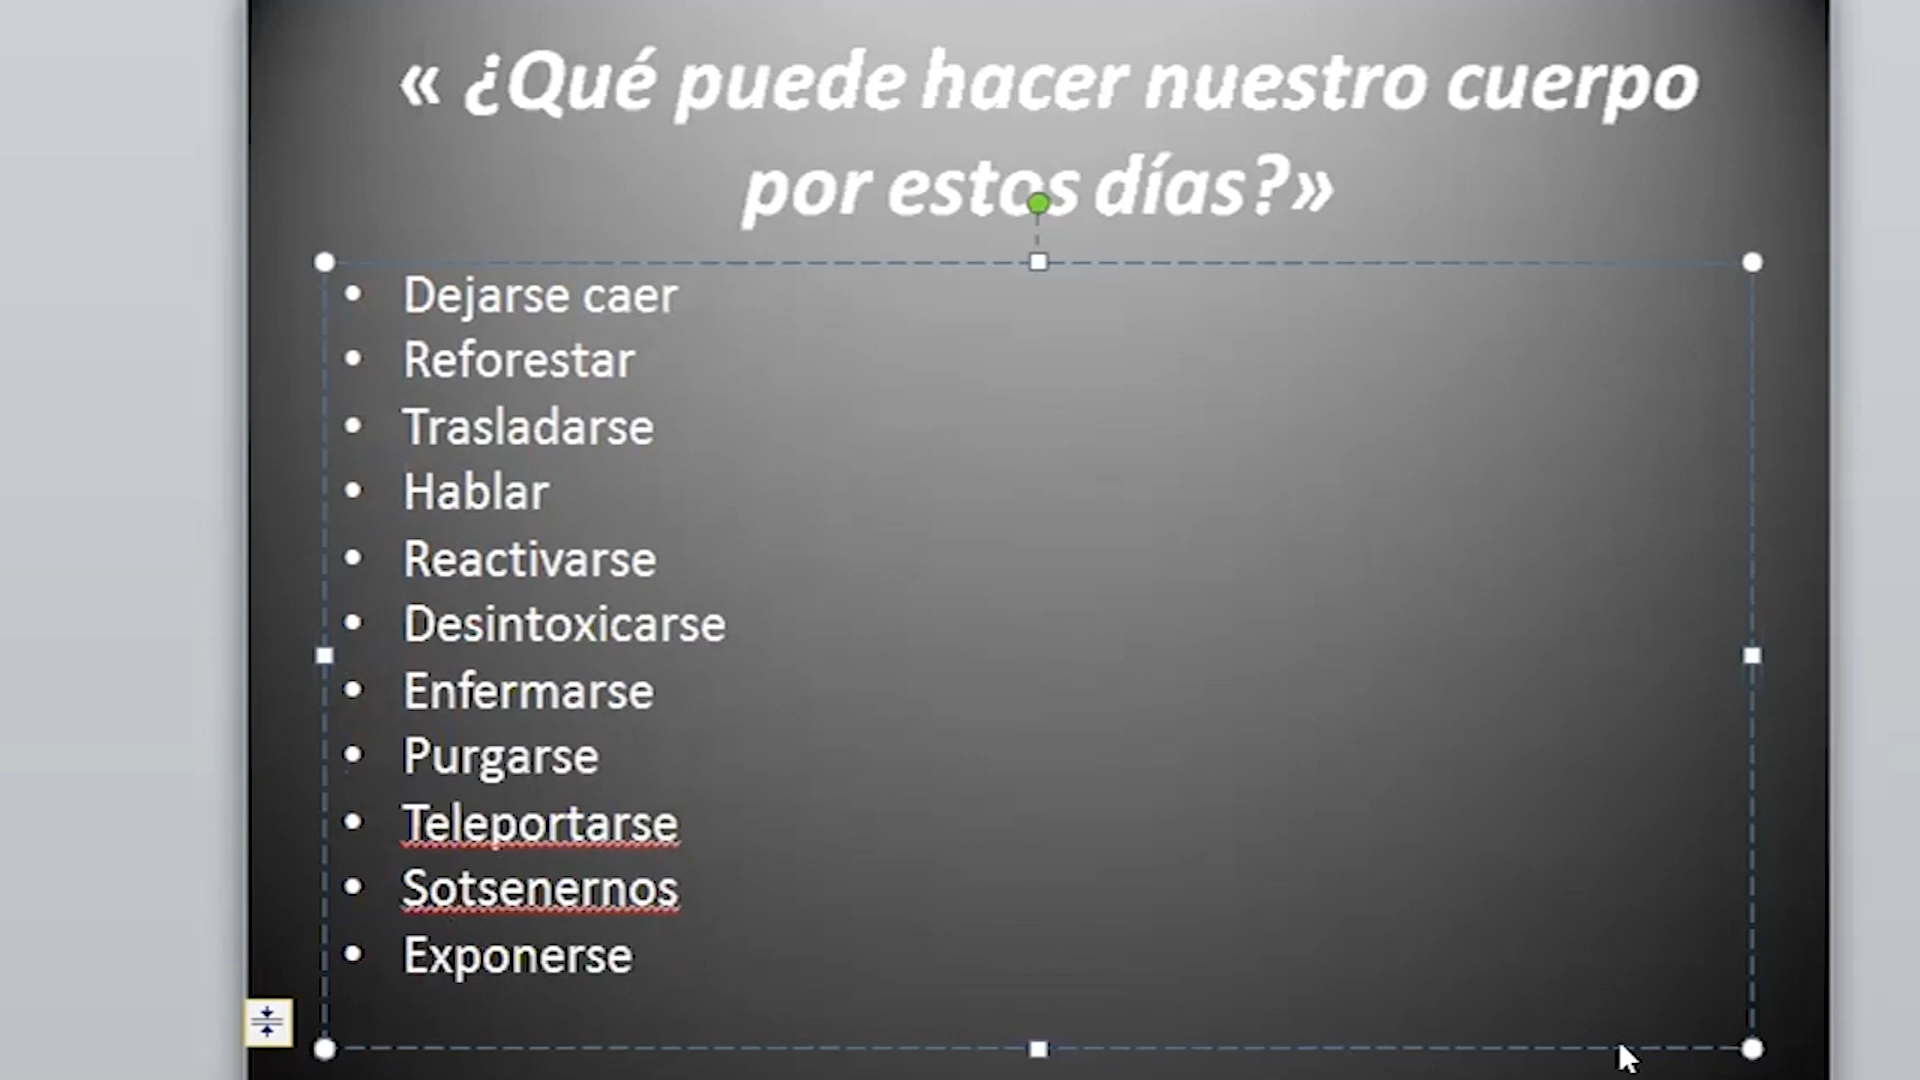 « ¿Qué puede hacer nuestro cuerpo
por estos días?»
• Dejarse caer
• Reforestar
• Trasladarse
• Hablar
• Reactivarse
• Desintoxicarse
• Enfermarse
• Purgarse
• Teleportarse
• Sotsenernos
• Exponerse